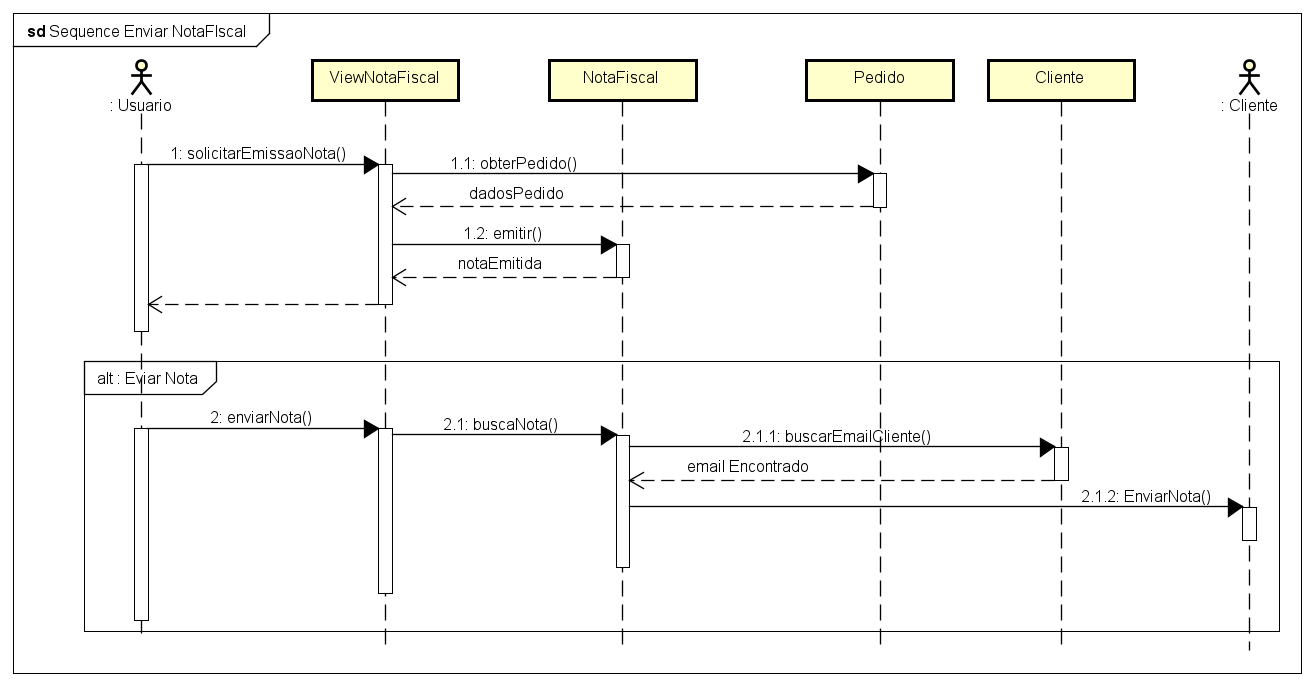 sd Sequence Enviar NotaFIscal
ViewNotaFiscal
NotaFiscal
Pedido
Cliente
: Usuario
: Cliente
1: solicitarEmissaoNota()
1.1: obterPedido()
dadosPedido
1.2: emitir()
notaEmitida
alt : Eviar Nota
2: enviarNota()
2.1: buscaNota()
2.1.1: buscarEmailCliente()
email Encontrado
2.1.2: EnviarNota()